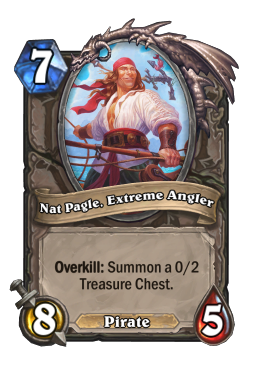 7
Nat Pagle, Extreme Angler
Overkill: Summon a 0/2
Treasure Chest.
8
Pirate
5